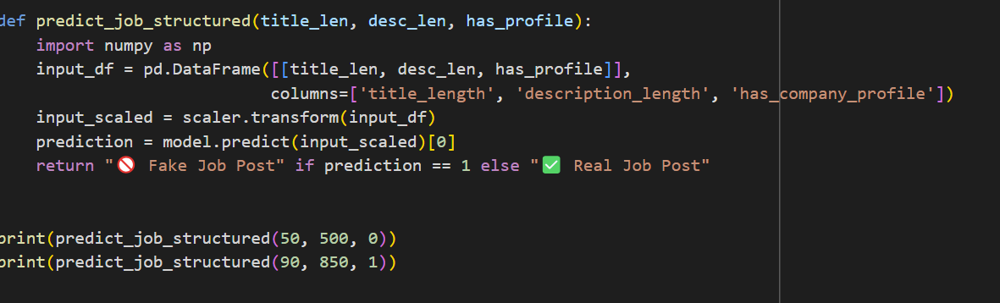 def predict_job_structured(title_len, desc_len, has_profile):
    import numpy as np
    input_df = pd.DataFrame([[title_len, desc_len, has_profile]],
                            columns=['title_length', 'description_length', 'has_company_profile'])
    input_scaled = scaler.transform(input_df)
    prediction = model.predict(input_scaled)[0]
    return "🚫 Fake Job Post" if prediction == 1 else "✅ Real Job Post"
print(predict_job_structured(50, 500, 0))
print(predict_job_structured(90, 850, 1))